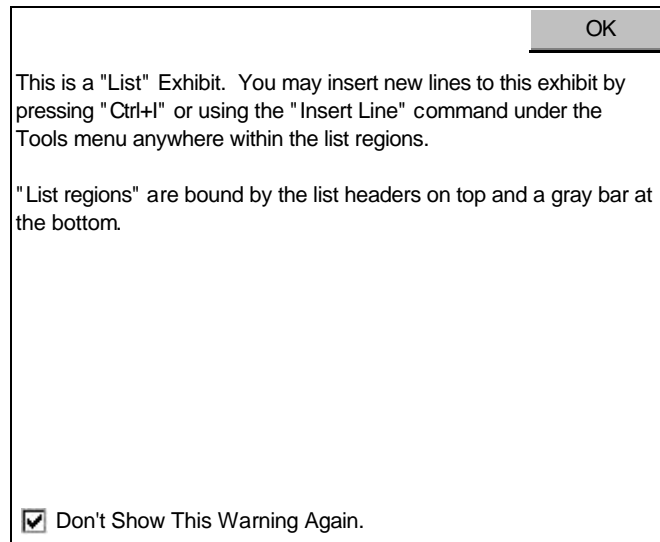 OK
This is a "List" Exhibit.  You may insert new lines to this exhibit by
pressing "Ctrl+I" or using the "Insert Line" command under the
Tools menu anywhere within the list regions.
"List regions" are bound by the list headers on top and a gray bar at
the bottom.
Don't Show This Warning Again.